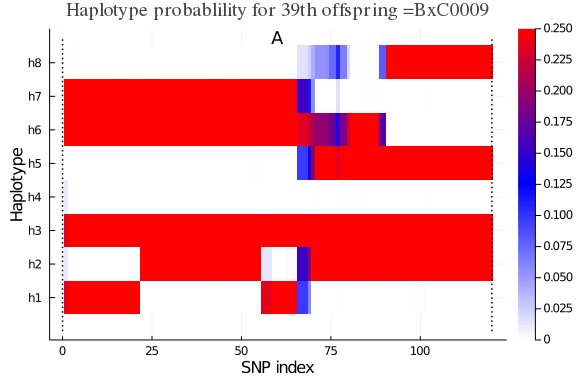 Haplotype probablility for 39th offspring =BxC0009
A
Haplotype
h8
h7
h6
h5
h4
h3
h2
h1
0
25
50
75
100
SNP index
0.250
0.225
0.200
0.175
0.150
0.125
0.100
0.075
0.050
0.025
0